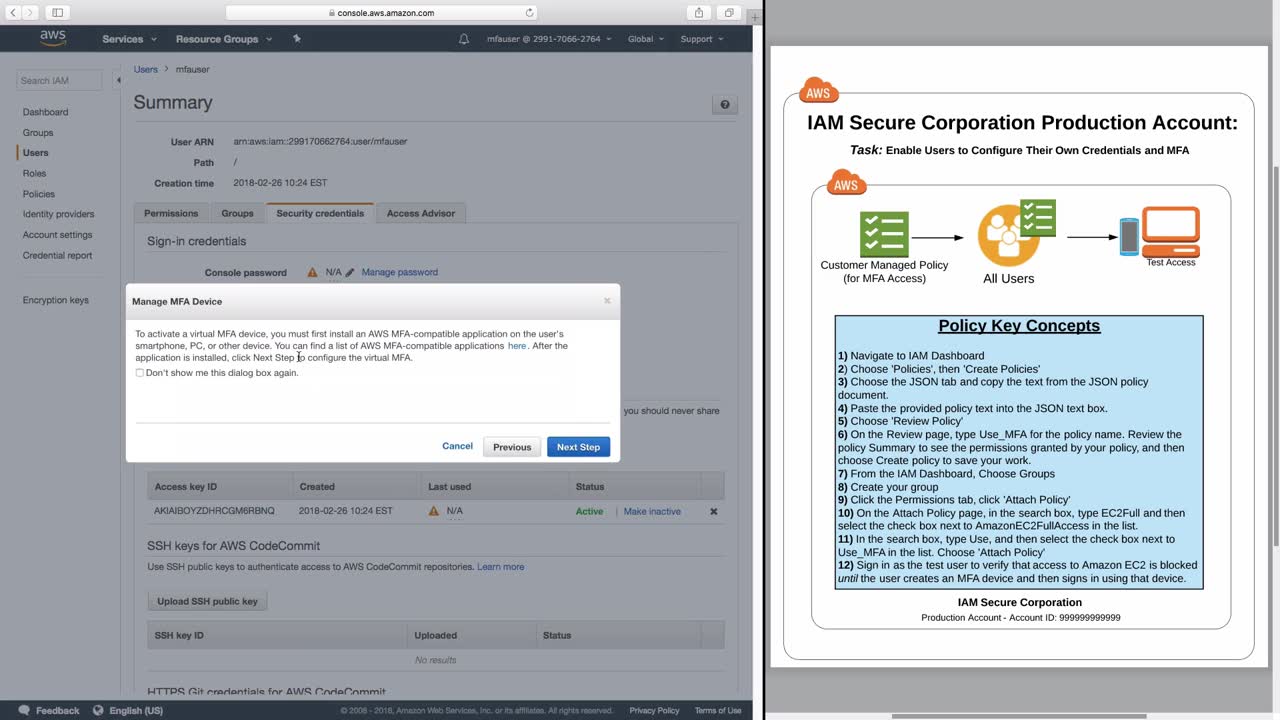 console.aws.amazon.com
aws
Services
Resource Groups
mfauser @ 2991-7066-2764
Global
Support
Search IAM
Dashboard
Groups
Users
Roles
Policies
Identity providers
Account settings
Credential report
Encryption keys
Users > mfauser
Summary
User ARN arn:aws:iam::299170662764:user/mfauser
Path /
Creation time 2018-02-26 10:24 EST
Permissions Groups Security credentials Access Advisor
Sign-in credentials
Console password N/A Manage password
Manage MFA Device
To activate a virtual MFA device, you must first install an AWS MFA-compatible application on the user's
smartphone, PC, or other device. You can find a list of AWS MFA-compatible applications here. After the
application is installed, click Next Step to configure the virtual MFA.
Don't show me this dialog box again.
you should never share
Cancel Previous Next Step
Access key ID Created Last used Status
AKIAIBOYZDHRCGM6RBNQ 2018-02-26 10:24 EST N/A Active | Make inactive
SSH keys for AWS CodeCommit
Use SSH public keys to authenticate access to AWS CodeCommit repositories. Learn more
Upload SSH public key
SSH key ID Uploaded Status
No results
HTTPS Git credentials for AWS CodeCommit
Feedback English (US) © 2008 - 2018, Amazon Web Services, Inc. or its affiliates. All rights reserved. Privacy Policy Terms of Use
AWS
IAM Secure Corporation Production Account:
Task: Enable Users to Configure Their Own Credentials and MFA
AWS
Customer Managed Policy
(for MFA Access)
All Users
Test Access
Policy Key Concepts
1) Navigate to IAM Dashboard
2) Choose 'Policies', then 'Create Policies'
3) Choose the JSON tab and copy the text from the JSON policy
document.
4) Paste the provided policy text into the JSON text box.
5) Choose 'Review Policy'
6) On the Review page, type Use_MFA for the policy name. Review the
policy Summary to see the permissions granted by your policy, and then
choose Create policy to save your work.
7) From the IAM Dashboard, Choose Groups
8) Create your group
9) Click the Permissions tab, click 'Attach Policy'
10) On the Attach Policy page, in the search box, type EC2Full and then
select the check box next to AmazonEC2FullAccess in the list.
11) In the search box, type Use, and then select the check box next to
Use_MFA in the list. Choose 'Attach Policy'
12) Sign in as the test user to verify that access to Amazon EC2 is blocked
until the user creates an MFA device and then signs in using that device.
IAM Secure Corporation
Production Account - Account ID: 999999999999